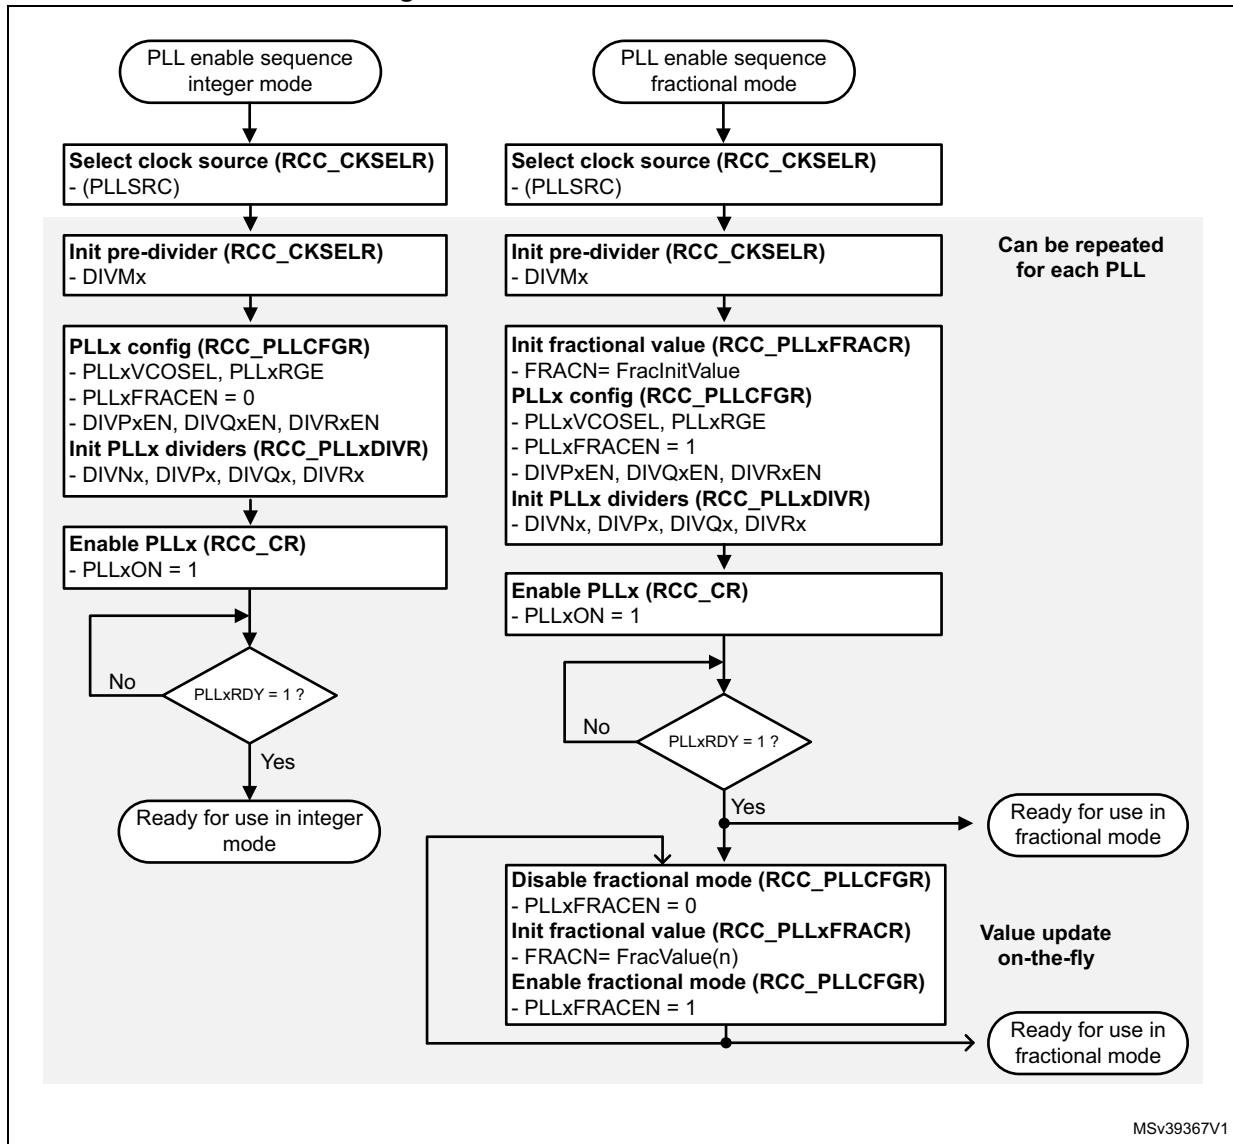 PLL enable sequence
integer mode
Select clock source (RCC_CKSELR)
- (PLLSRC)
Init pre-divider (RCC_CKSELR)
- DIVMx
PLLx config (RCC_PLLCFGR)
- PLLxVCOSEL, PLLxRGE
- PLLxFRACEN = 0
- DIVPxEN, DIVQxEN, DIVRxEN
Init PLLx dividers (RCC_PLLxDIVR)
- DIVNx, DIVPx, DIVQx, DIVRx
Enable PLLx (RCC_CR)
- PLLxON = 1
No
PLLxRDY = 1 ?
Yes
Ready for use in integer
mode
PLL enable sequence
fractional mode
Select clock source (RCC_CKSELR)
- (PLLSRC)
Init pre-divider (RCC_CKSELR)
- DIVMx
Can be repeated
for each PLL
Init fractional value (RCC_PLLxFRACR)
- FRACN= FracInitValue
PLLx config (RCC_PLLCFGR)
- PLLxVCOSEL, PLLxRGE
- PLLxFRACEN = 1
- DIVPxEN, DIVQxEN, DIVRxEN
Init PLLx dividers (RCC_PLLxDIVR)
- DIVNx, DIVPx, DIVQx, DIVRx
Enable PLLx (RCC_CR)
- PLLxON = 1
No
PLLxRDY = 1 ?
Yes
Ready for use in
fractional mode
Disable fractional mode (RCC_PLLCFGR)
- PLLxFRACEN = 0
Init fractional value (RCC_PLLxFRACR)
- FRACN= FracValue(n)
Enable fractional mode (RCC_PLLCFGR)
- PLLxFRACEN = 1
Value update
on-the-fly
Ready for use in
fractional mode
MSv39367V1